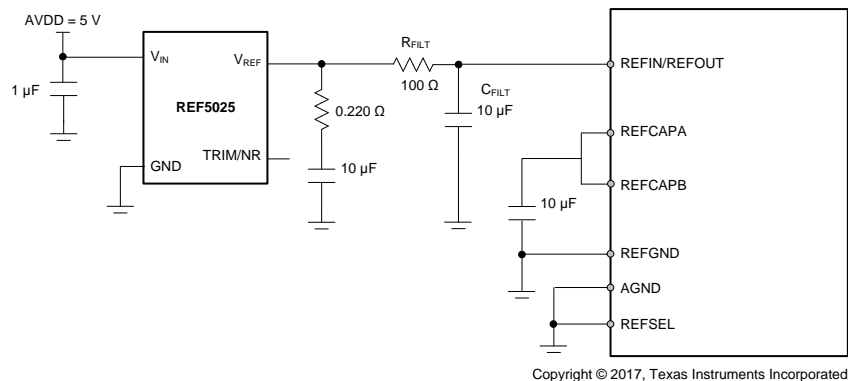 AVDD = 5 V
1 µF
VIN
VREF
REF5025
GND
TRIM/NR
0.220 Ω
10 µF
RFILT
100 Ω
CFILT
10 µF
10 µF
REFIN/REFOUT
REFCAPA
REFCAPB
REFGND
AGND
REFSEL
Copyright © 2017, Texas Instruments Incorporated